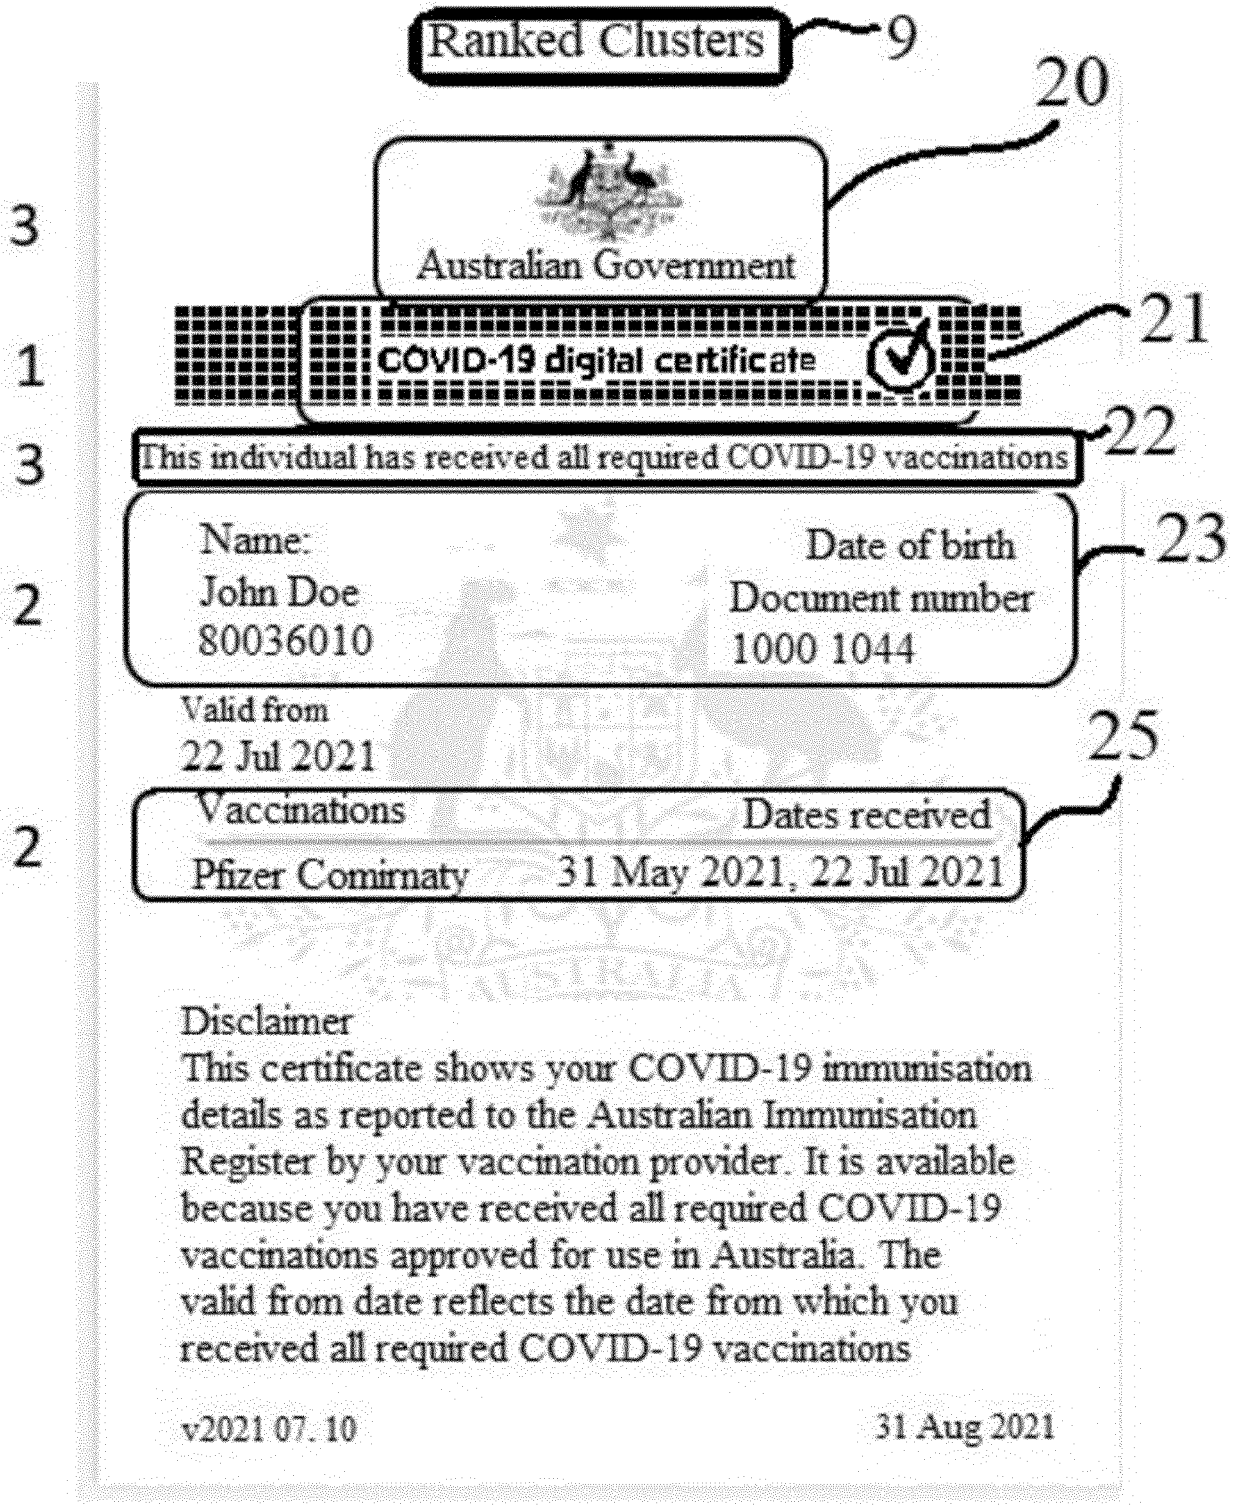 Ranked Clusters 9
20
3
Australian Government
21
1 COVID-19 digital certificate
22
3 This individual has received all required COVID-19 vaccinations
23
Name: Date of birth
2 John Doe Document number
80036010 1000 1044
Valid from
22 Jul 2021
25
Vaccinations Dates received
2
Pfizer Comirnaty 31 May 2021, 22 Jul 2021
AUSTRALIA
Disclaimer
This certificate shows your COVID-19 immunisation
details as reported to the Australian Immunisation
Register by your vaccination provider. It is available
because you have received all required COVID-19
vaccinations approved for use in Australia. The
valid from date reflects the date from which you
received all required COVID-19 vaccinations
v2021 07. 10 31 Aug 2021